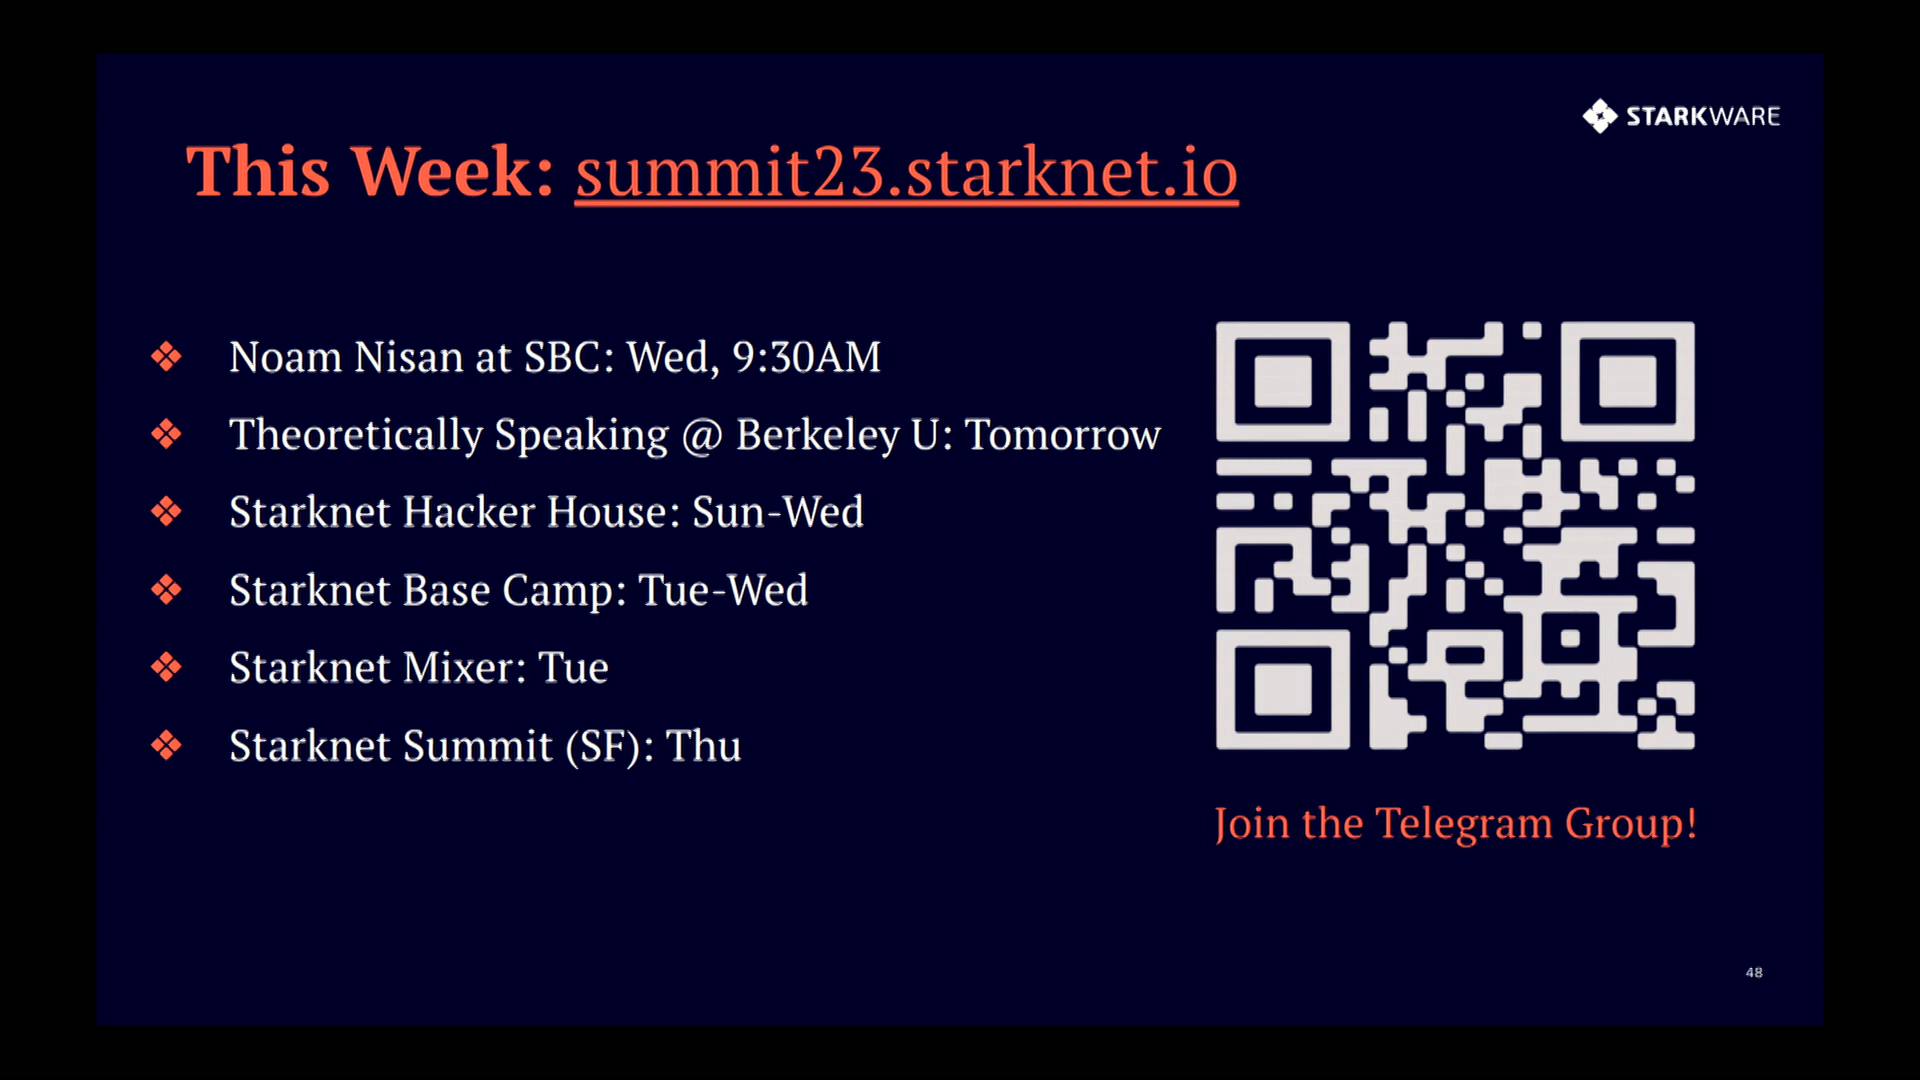 STARKWARE
This Week: summit23.starknet.io
❖ Noam Nisan at SBC: Wed, 9:30AM
❖ Theoretically Speaking @ Berkeley U: Tomorrow
❖ Starknet Hacker House: Sun-Wed
❖ Starknet Base Camp: Tue-Wed
❖ Starknet Mixer: Tue
❖ Starknet Summit (SF): Thu
Join the Telegram Group!
48